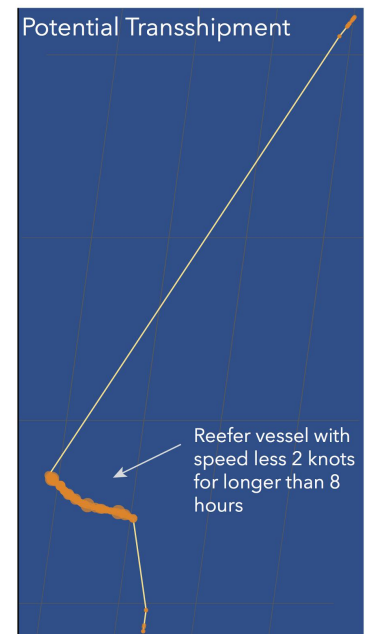 Potential Transshipment
Reefer vessel with
speed less 2 knots
for longer than 8
hours